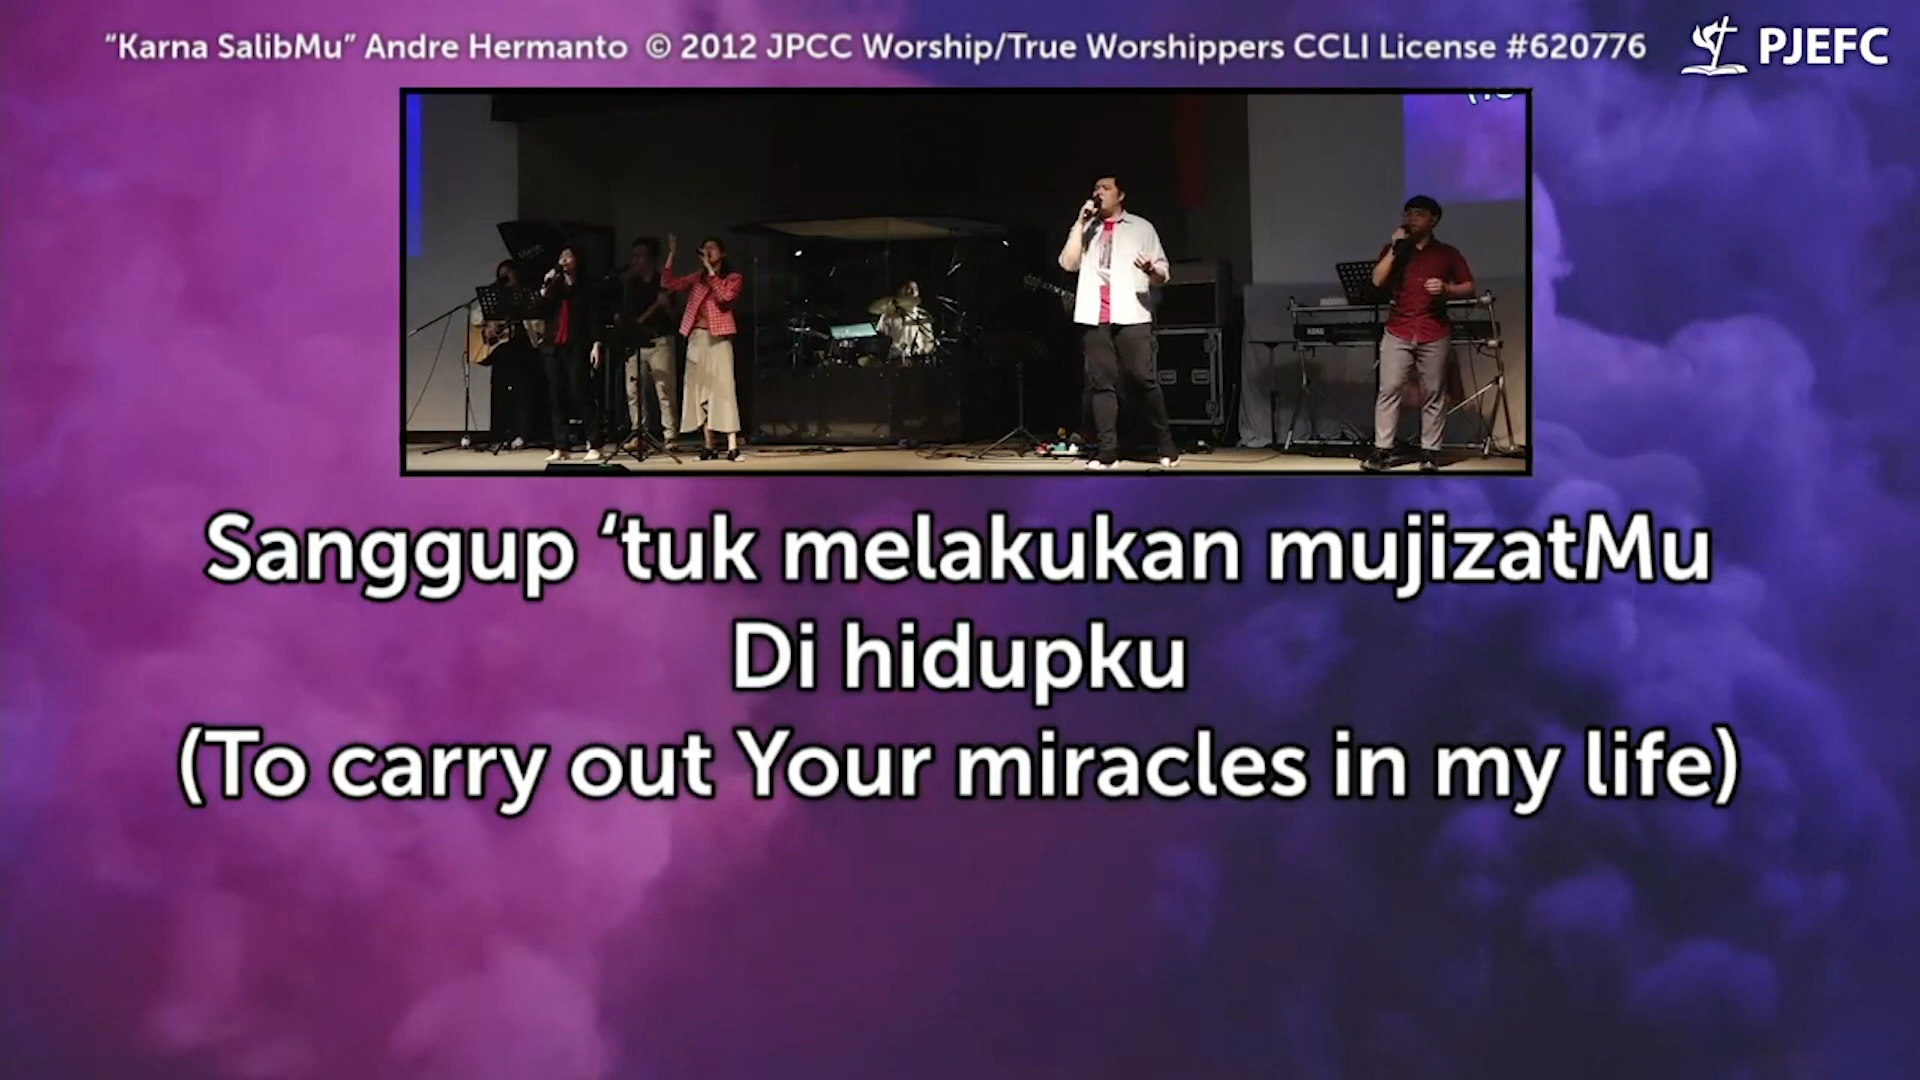 “Karna SalibMu” Andre Hermanto © 2012 JPCC Worship/True Worshippers CCLI License #620776
PJEFC
Sanggup ‘tuk melakukan mujizatMu
Di hidupku
(To carry out Your miracles in my life)
KORG